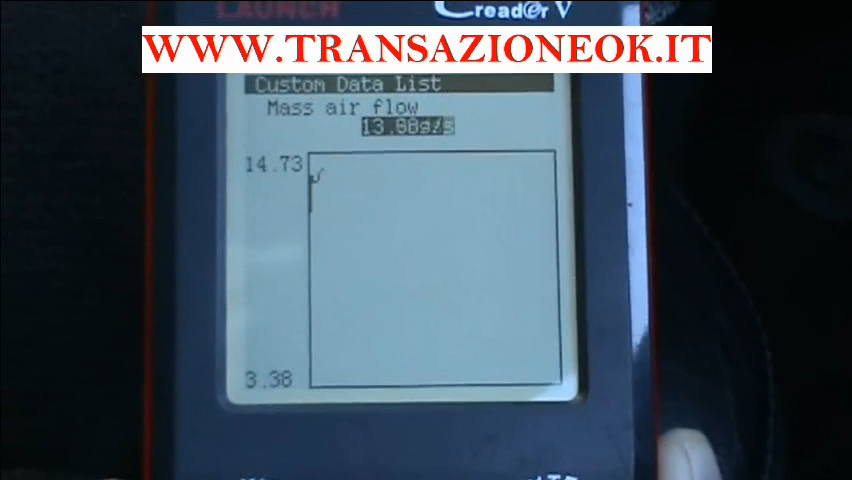 LAUNCH
Creader V
WWW.TRANSAZIONEOK.IT
Custom Data List
Mass air flow
13.08g/s
14.73
3.38